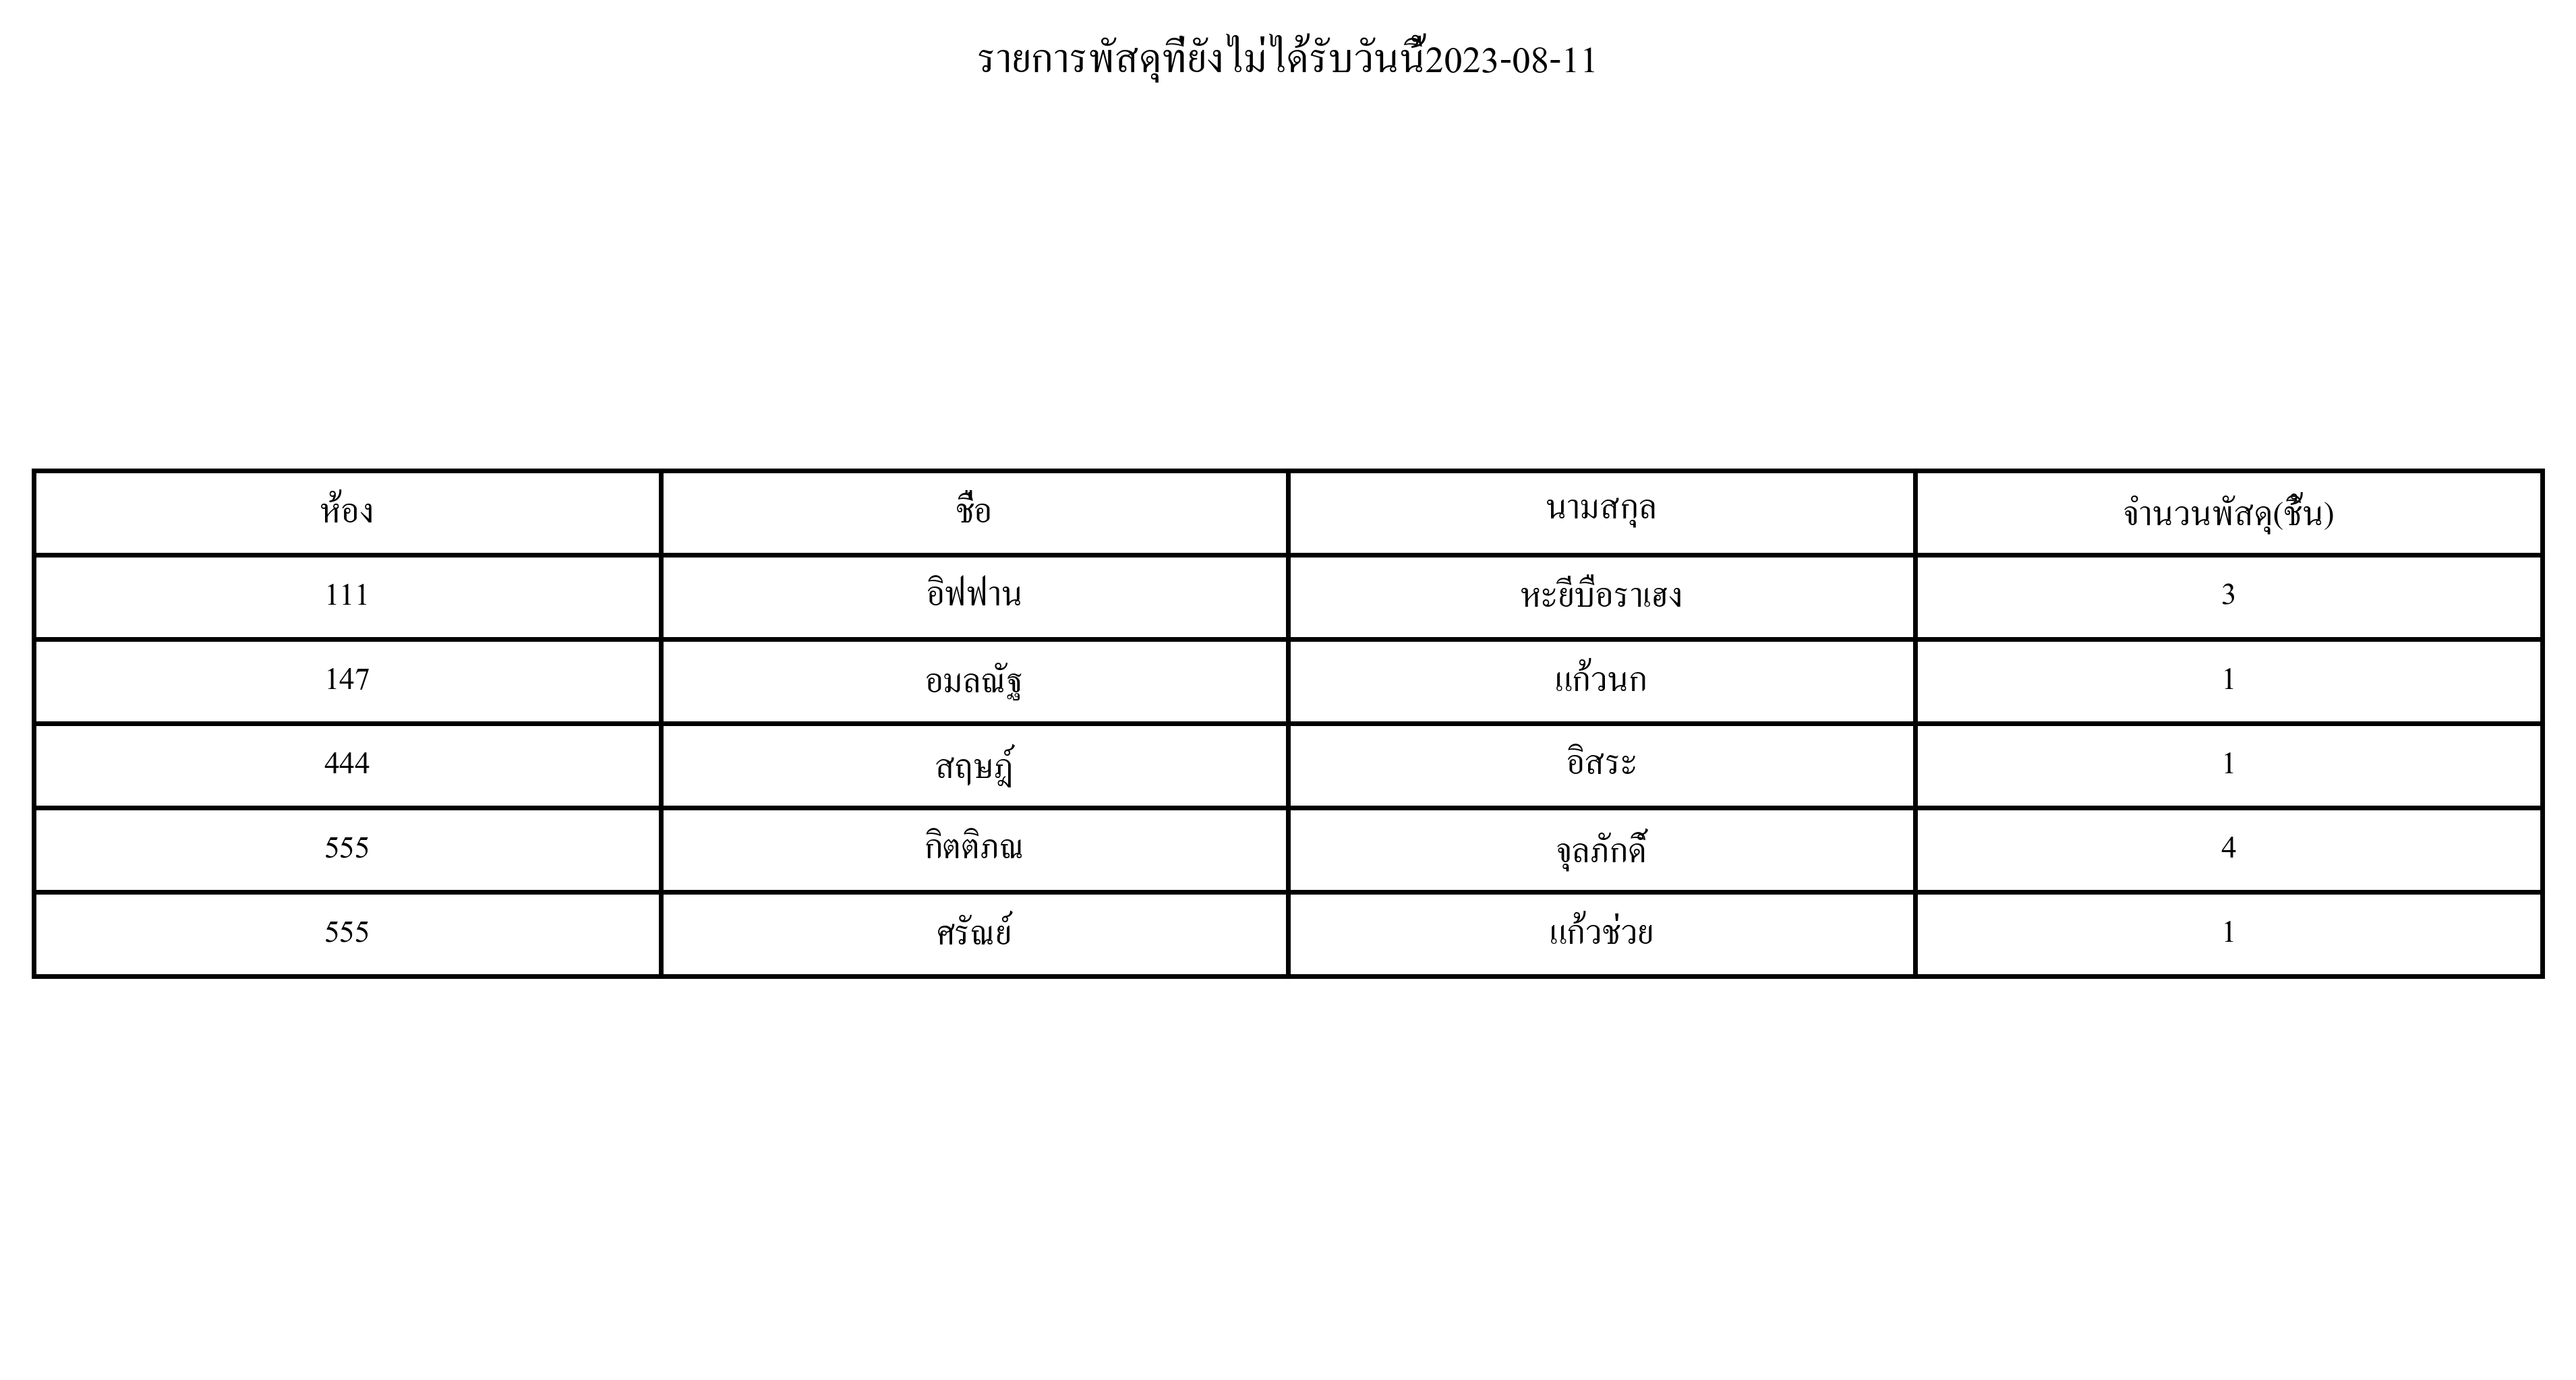 รายการพัสดุที่ยังไม่ได้รับวันนี้2023-08-11
ห้อง ชื่อ นามสกุล จำนวนพัสดุ(ชิ้น)
111 อิฟฟาน หะยีบือราเฮง 3
147 อมลณัฐ แก้วนก 1
444 สฤษฎ์ อิสระ 1
555 กิตติภณ จุลภักดี 4
555 ศรัณย์ แก้วช่วย 1